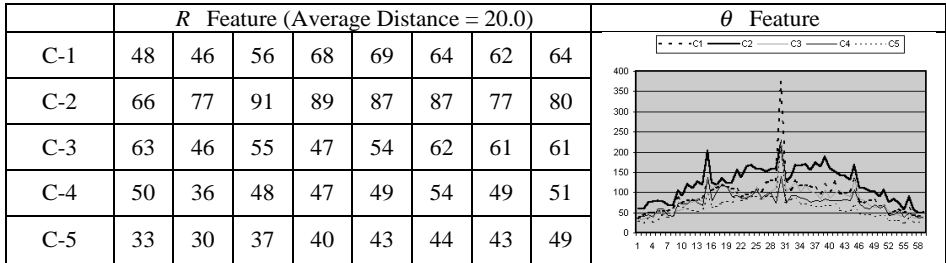 R Feature (Average Distance = 20.0) θ Feature
C-1 48 46 56 68 69 64 62 64
C-2 66 77 91 89 87 87 77 80
C-3 63 46 55 47 54 62 61 61
C-4 50 36 48 47 49 54 49 51
C-5 33 30 37 40 43 44 43 49
C1 C2 C3 C4 C5
400
350
300
250
200
150
100
50
0
1 4 7 10 13 16 19 22 25 28 31 34 37 40 43 46 49 52 55 58